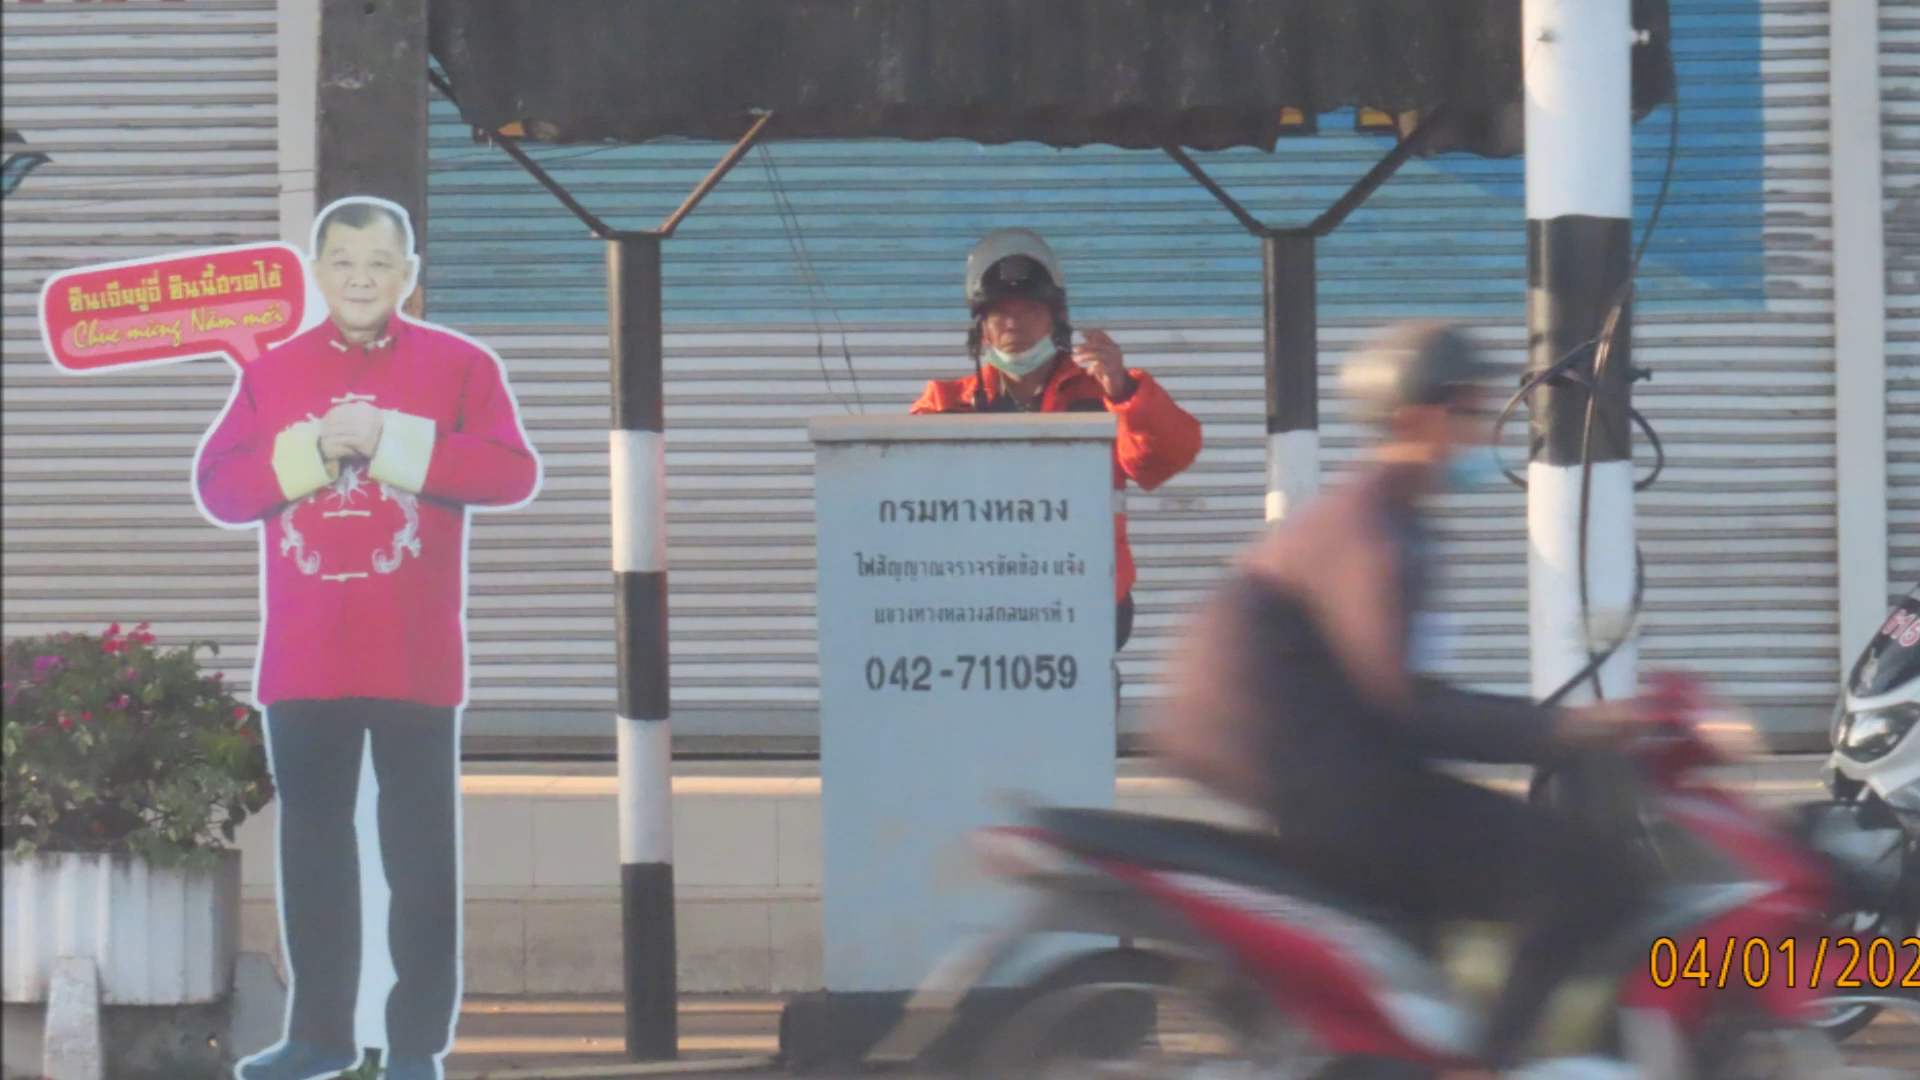 ซินเจียยู่อี่ ซินนี้ฮวดไช้
Chúc mừng Năm mới
กรมทางหลวง
ไฟสัญญาณจราจรขัดข้อง แจ้ง
แขวงทางหลวงสกลนครที่ 1
042-711059
04/01/202